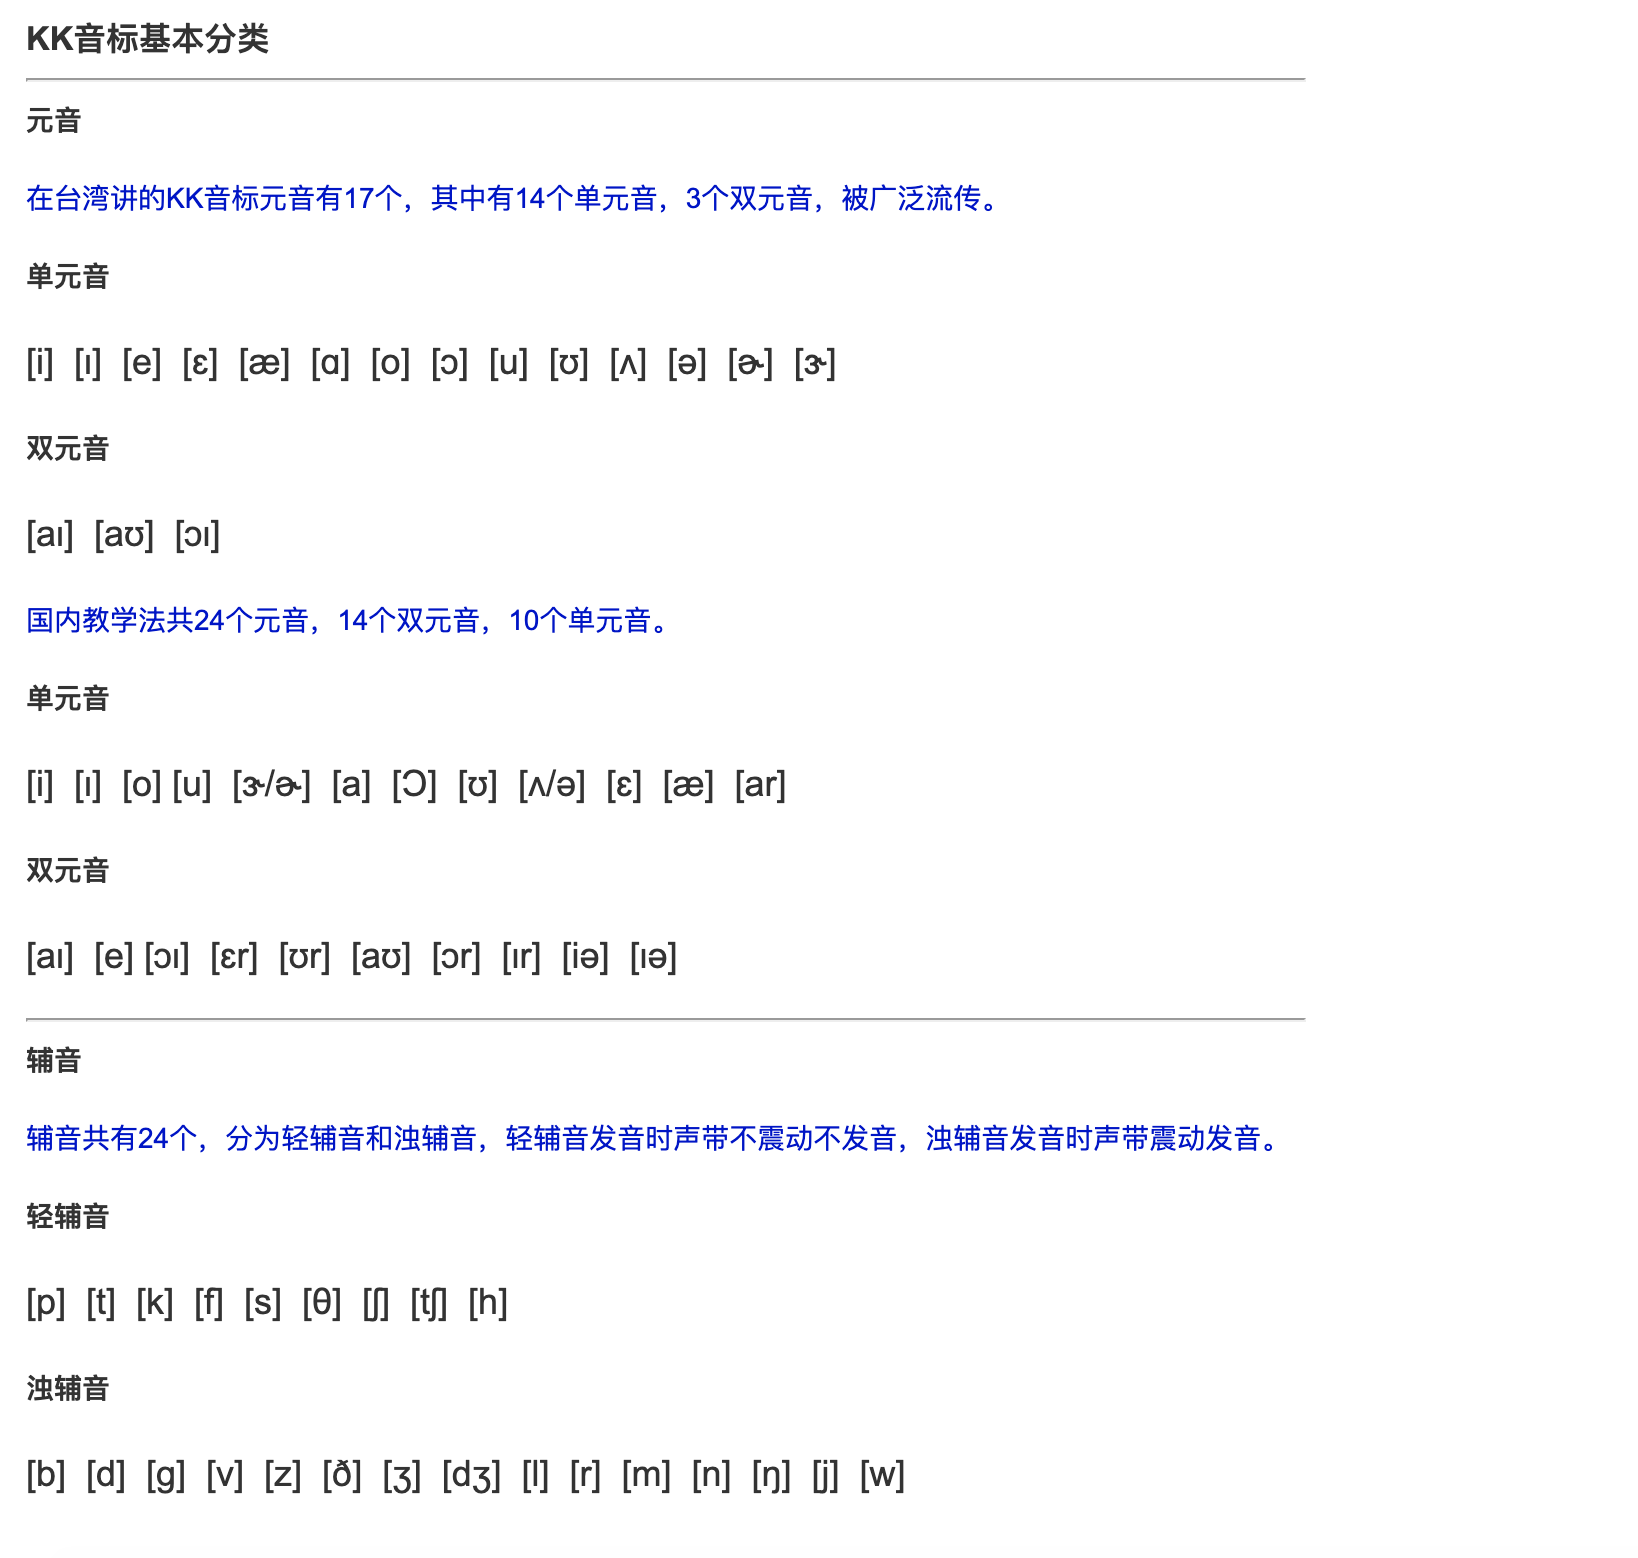 KK音标基本分类
元音
在台湾讲的KK音标元音有17个，其中有14个单元音，3个双元音，被广泛流传。
单元音
[i] [ɪ] [e] [ɛ] [æ] [ɑ] [o] [ɔ] [u] [ʊ] [ʌ] [ə] [ɚ] [ɝ]
双元音
[aɪ] [aʊ] [ɔɪ]
国内教学法共24个元音，14个双元音，10个单元音。
单元音
[i] [ɪ] [o] [u] [ɝ/ɚ] [a] [Ɔ] [ʊ] [ʌ/ə] [ɛ] [æ] [ar]
双元音
[aɪ] [e] [ɔɪ] [ɛr] [ʊr] [aʊ] [ɔr] [ɪr] [iə] [ɪə]
辅音
辅音共有24个，分为轻辅音和浊辅音，轻辅音发音时声带不震动不发音，浊辅音发音时声带震动发音。
轻辅音
[p] [t] [k] [f] [s] [θ] [ʃ] [tʃ] [h]
浊辅音
[b] [d] [g] [v] [z] [ð] [ʒ] [dʒ] [l] [r] [m] [n] [ŋ] [j] [w]